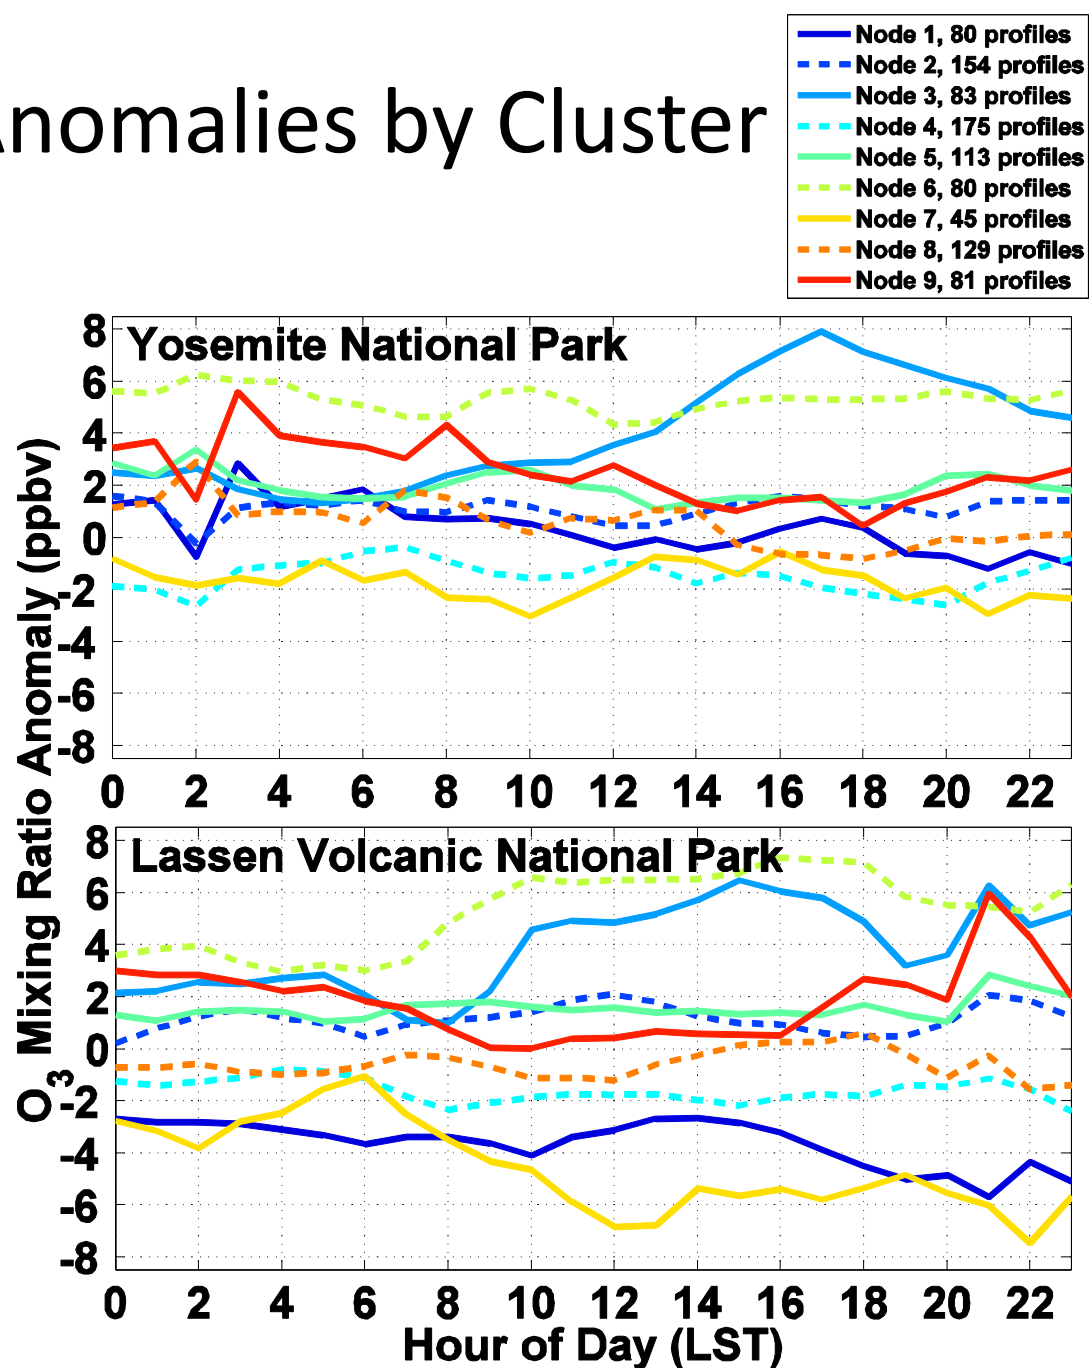 nomalies by Cluster
Node 1, 80 profiles
Node 2, 154 profiles
Node 3, 83 profiles
Node 4, 175 profiles
Node 5, 113 profiles
Node 6, 80 profiles
Node 7, 45 profiles
Node 8, 129 profiles
Node 9, 81 profiles
O3 Mixing Ratio Anomaly (ppbv)
Yosemite National Park
8
6
4
2
0
-2
-4
-6
-8
0 2 4 6 8 10 12 14 16 18 20 22
Lassen Volcanic National Park
8
6
4
2
0
-2
-4
-6
-8
0 2 4 6 8 10 12 14 16 18 20 22
Hour of Day (LST)